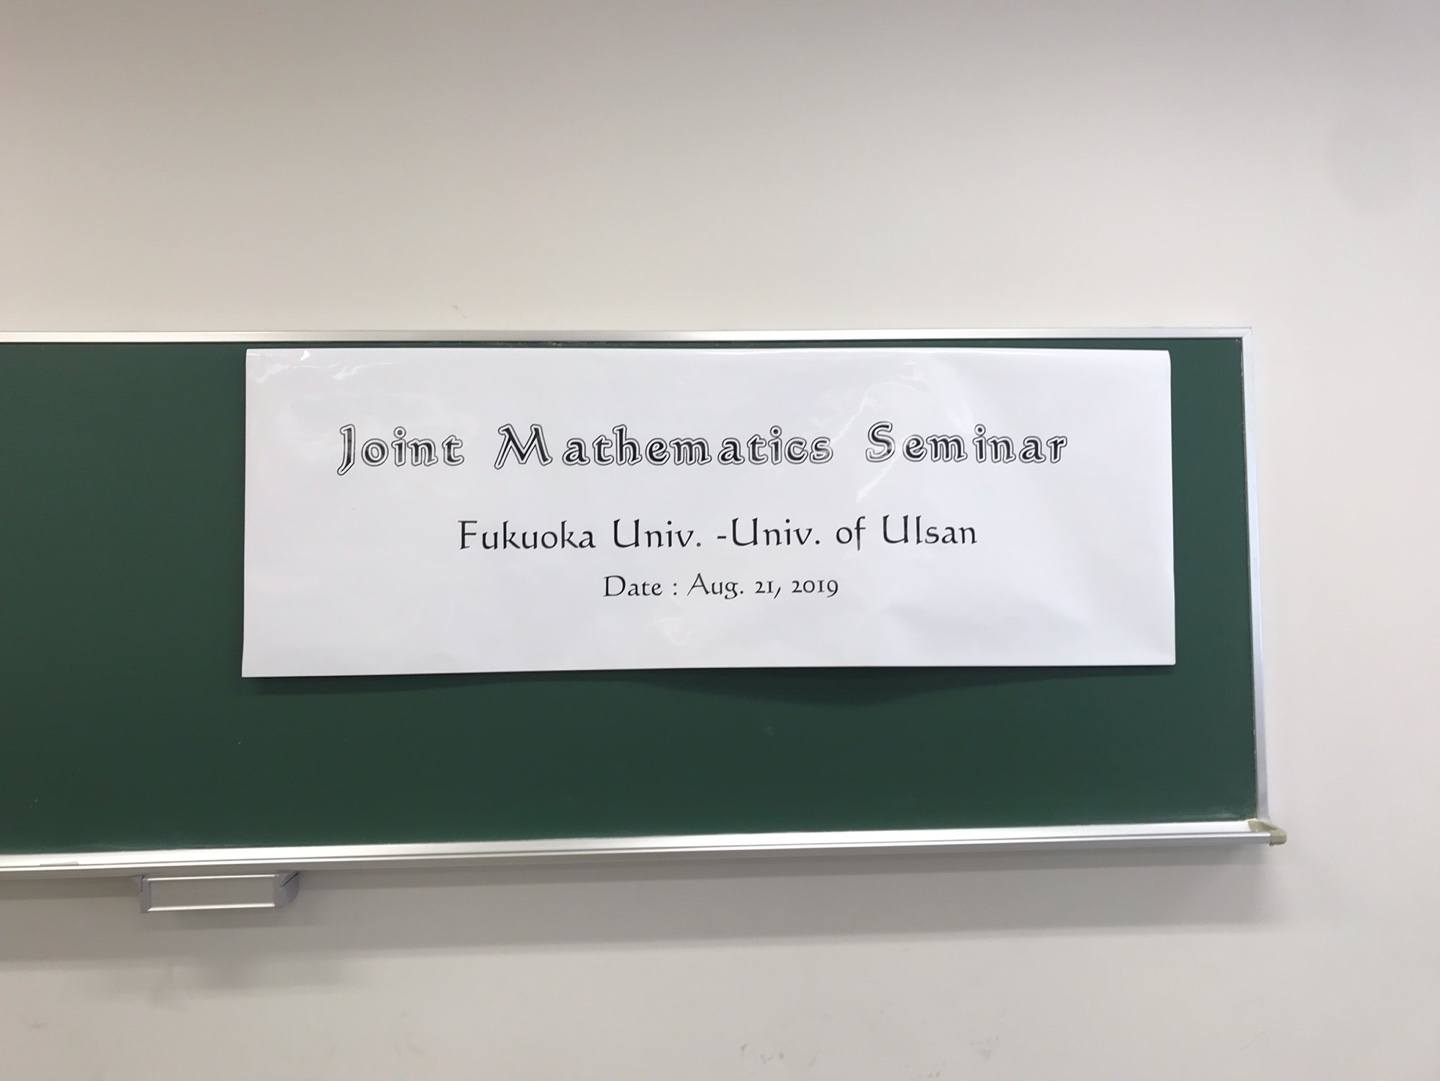 Joint Mathematics Seminar
Fukuoka Univ. -Univ. of Ulsan
Date : Aug. 21, 2019